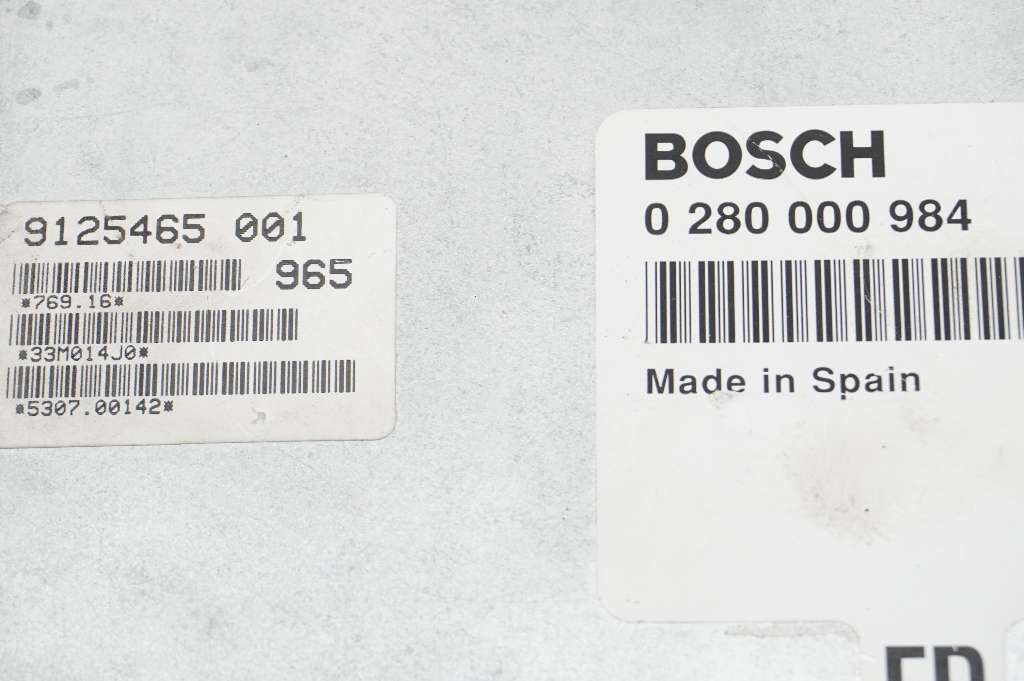 9125465 001
965
*769.16*
*33M014J0*
*5307.00142*
BOSCH
0 280 000 984
Made in Spain